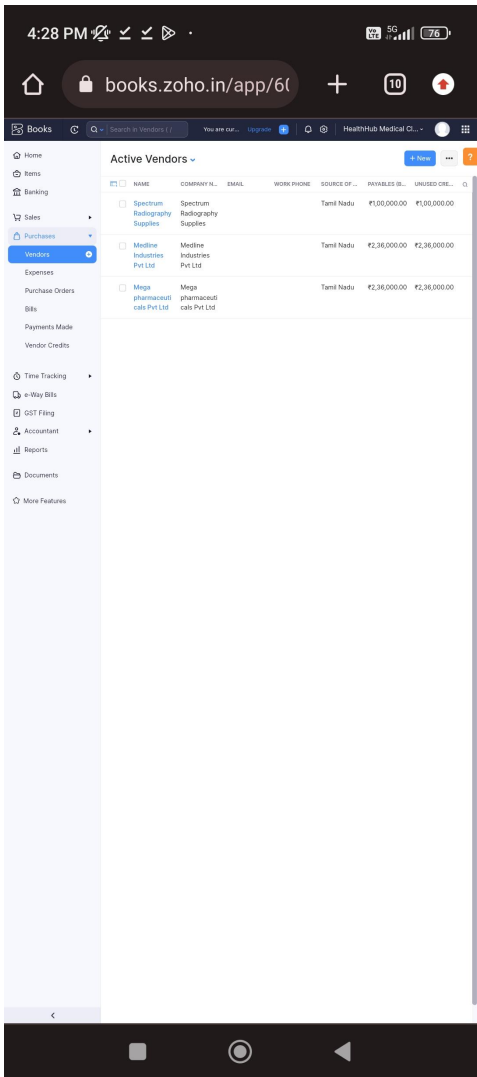 4:28 PM
Vo LTE 5G 76
books.zoho.in/app/6(
10
Books
Search in Vendors ( /
You are cur...
Upgrade
HealthHub Medical Cl...
Home
Items
Banking
Sales
Purchases
Vendors
Expenses
Purchase Orders
Bills
Payments Made
Vendor Credits
Time Tracking
e-Way Bills
GST Filing
Accountant
Reports
Documents
More Features
Active Vendors
+ New
?
NAME COMPANY N... EMAIL WORK PHONE SOURCE OF ... PAYABLES (B... UNUSED CRE...
Spectrum Spectrum Tamil Nadu ₹1,00,000.00 ₹1,00,000.00
Radiography Radiography
Supplies Supplies
Medline Medline Tamil Nadu ₹2,36,000.00 ₹2,36,000.00
Industries Industries
Pvt Ltd Pvt Ltd
Mega Mega Tamil Nadu ₹2,36,000.00 ₹2,36,000.00
pharmaceuti pharmaceuti
cals Pvt Ltd cals Pvt Ltd